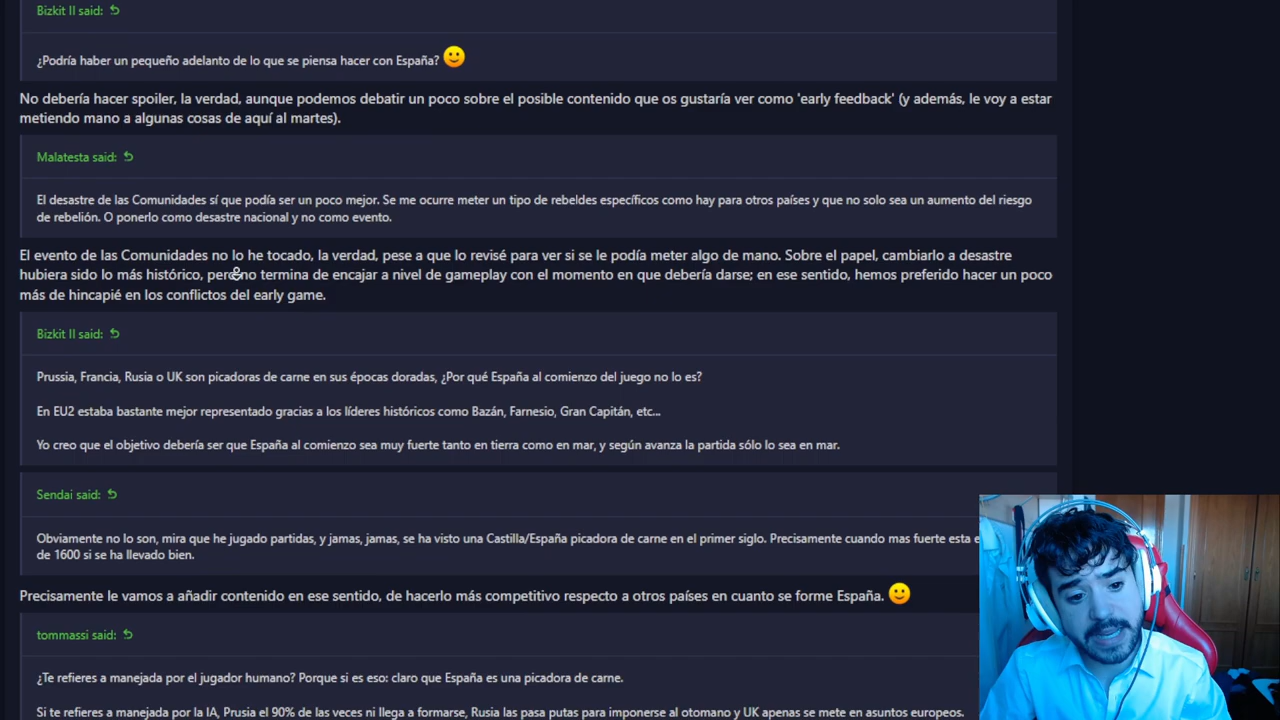 Bizkit II said:
¿Podría haber un pequeño adelanto de lo que se piensa hacer con España?
No debería hacer spoiler, la verdad, aunque podemos debatir un poco sobre el posible contenido que os gustaría ver como 'early feedback' (y además, le voy a estar
metiendo mano a algunas cosas de aquí al martes).
Malatesta said:
El desastre de las Comunidades sí que podía ser un poco mejor. Se me ocurre meter un tipo de rebeldes específicos como hay para otros países y que no solo sea un aumento del riesgo
de rebelión. O ponerlo como desastre nacional y no como evento.
El evento de las Comunidades no lo he tocado, la verdad, pese a que lo revisé para ver si se le podía meter algo de mano. Sobre el papel, cambiarlo a desastre
hubiera sido lo más histórico, pero no termina de encajar a nivel de gameplay con el momento en que debería darse; en ese sentido, hemos preferido hacer un poco
más de hincapié en los conflictos del early game.
Bizkit II said:
Prussia, Francia, Rusia o UK son picadoras de carne en sus épocas doradas, ¿Por qué España al comienzo del juego no lo es?
En EU2 estaba bastante mejor representado gracias a los líderes históricos como Bazán, Farnesio, Gran Capitán, etc...
Yo creo que el objetivo debería ser que España al comienzo sea muy fuerte tanto en tierra como en mar, y según avanza la partida sólo lo sea en mar.
Sendai said:
Obviamente no lo son, mira que he jugado partidas, y jamas, jamas, se ha visto una Castilla/España picadora de carne en el primer siglo. Precisamente cuando mas fuerte esta
de 1600 si se ha llevado bien.
Precisamente le vamos a añadir contenido en ese sentido, de hacerlo más competitivo respecto a otros países en cuanto se forme España.
tommassi said:
¿Te refieres a manejada por el jugador humano? Porque si es eso: claro que España es una picadora de carne.
Si te refieres a manejada por la IA, Prusia el 90% de las veces ni llega a formarse, Rusia las pasa putas para imponerse al otomano y UK apenas se mete en asuntos europeos.